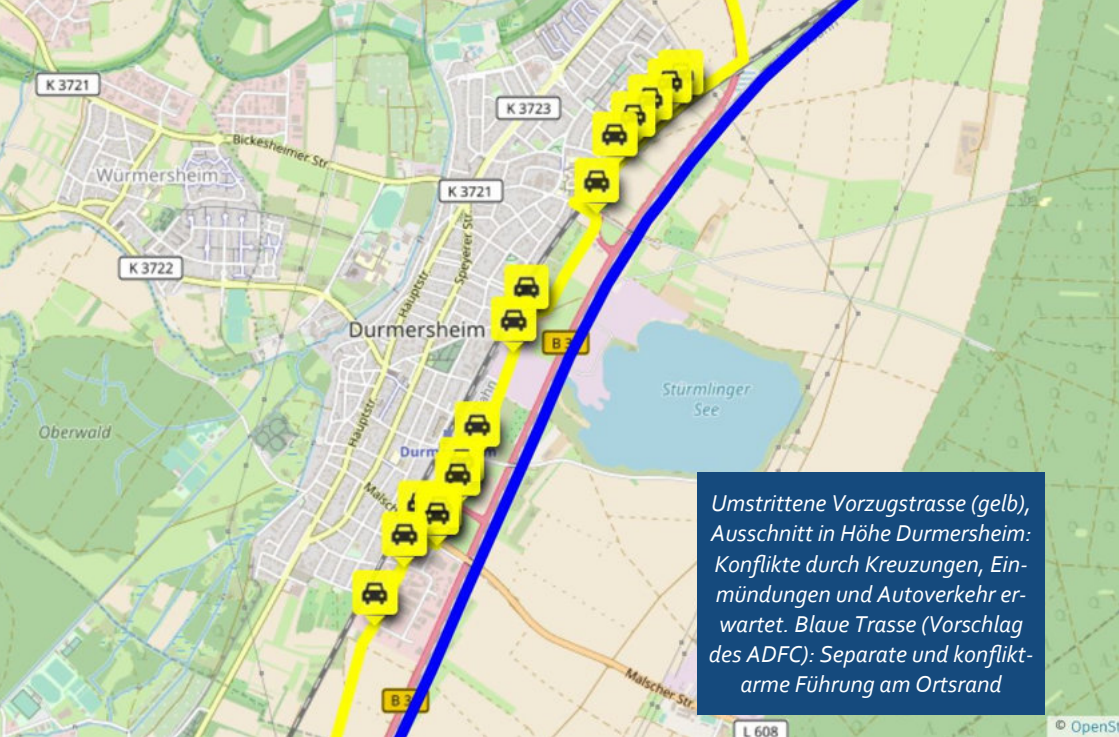 K 3721
K 3723
Bickesheimer Str
Würmersheim
K 3721
Speyerer Str
K 3722
Hauptstr
Durmersheim
B 3
Stürmlinger
See
Hauptstr
Oberwald
Malscher Str.
B 3
L 608
Umstrittene Vorzugstrasse (gelb),
Ausschnitt in Höhe Durmersheim:
Konflikte durch Kreuzungen, Ein-
mündungen und Autoverkehr er-
wartet. Blaue Trasse (Vorschlag
des ADFC): Separate und konflikt-
arme Führung am Ortsrand
© OpenSt